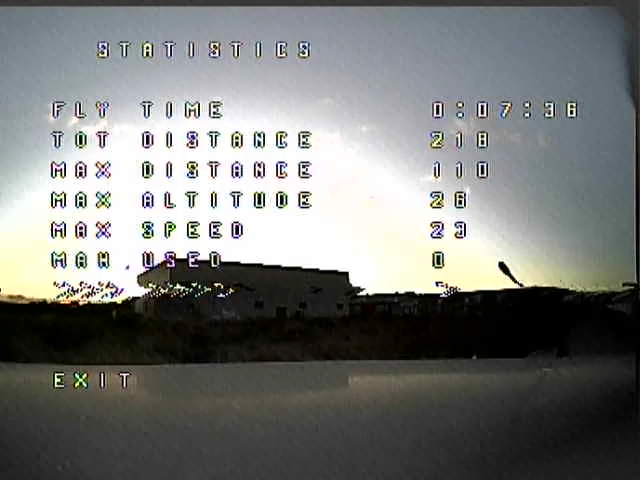 STATISTICS
FLY TIME 0:07:36
TOT DISTANCE 218
MAX DISTANCE 110
MAX ALTITUDE 26
MAX SPEED 23
MAH USED 0
EXIT